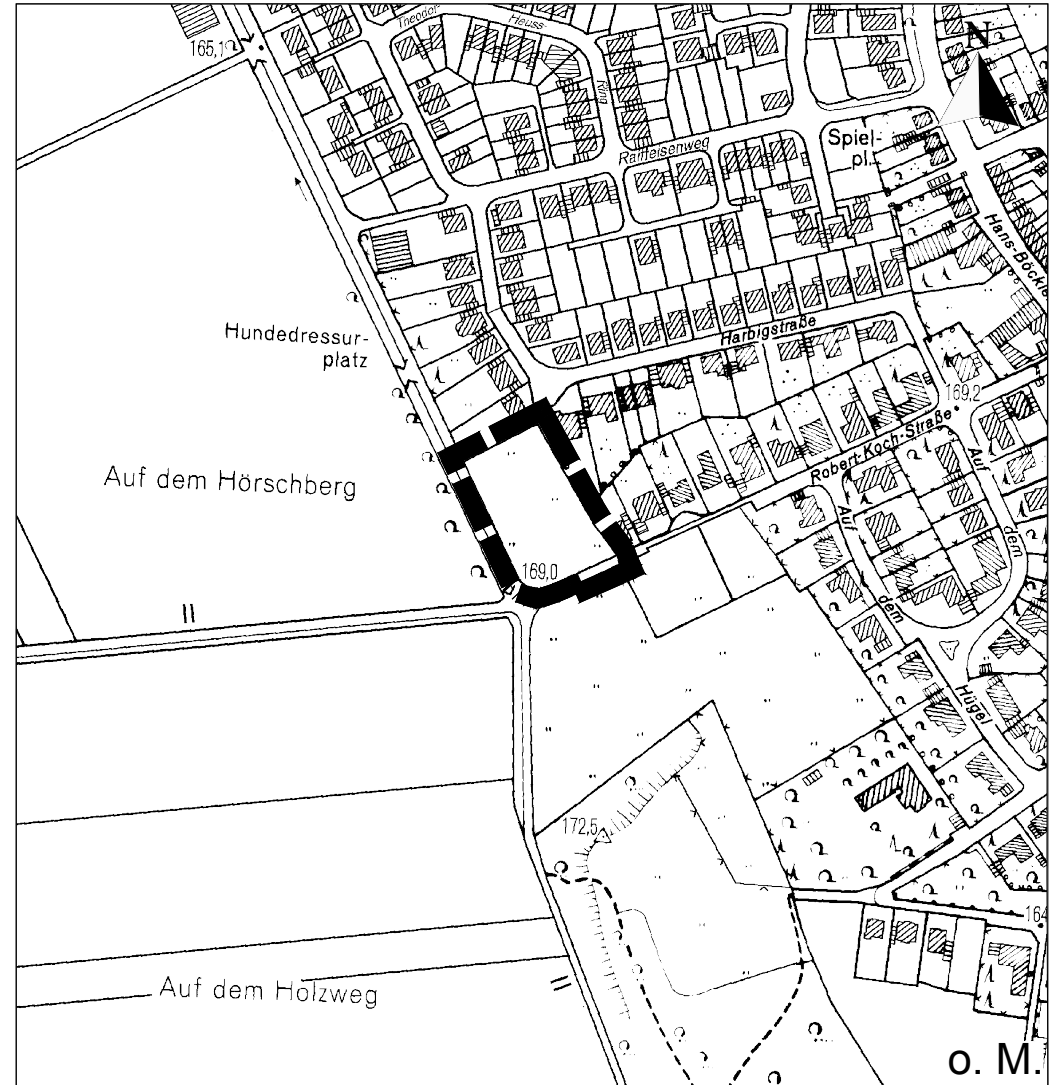 Theodor-
Heuss-
Ring
N
165,1
Raiffeisenweg
Spiel-
pl.
Hans-Böckl
Hundedressur-
platz
Harbigstraße
169,2
Robert-Koch-Straße
Auf dem Hörschberg
Auf
dem
Auf
dem
Hügel
169,0
172,5
164
Auf dem Holzweg
o. M.